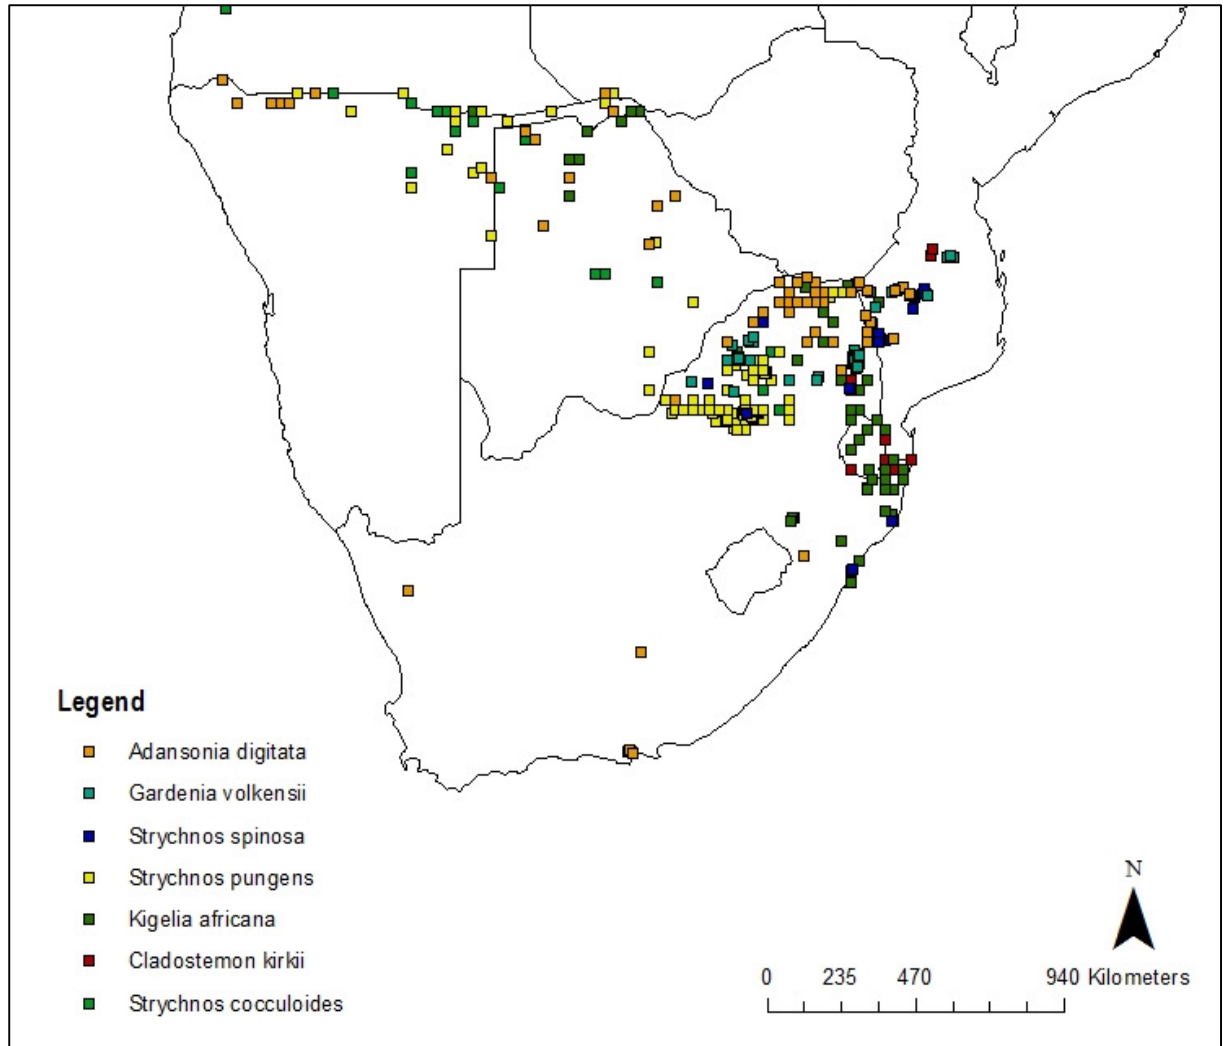 Legend
Adansonia digitata
Gardenia volkensii
Strychnos spinosa
Strychnos pungens
Kigelia africana
Cladostemon kirkii
Strychnos cocculoides
N
0 235 470 940 Kilometers